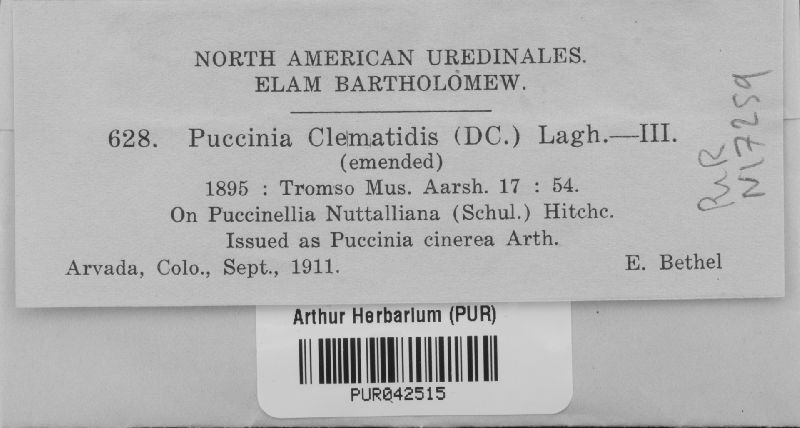 NORTH AMERICAN UREDINALES.
ELAM BARTHOLOMEW.
628. Puccinia Clematidis (DC.) Lagh.—III.
(emended)
1895 : Tromso Mus. Aarsh. 17 : 54.
On Puccinellia Nuttalliana (Schul.) Hitchc.
Issued as Puccinia cinerea Arth.
Arvada, Colo., Sept., 1911. E. Bethel
PUR
N17259
Arthur Herbarium (PUR)
PUR042515